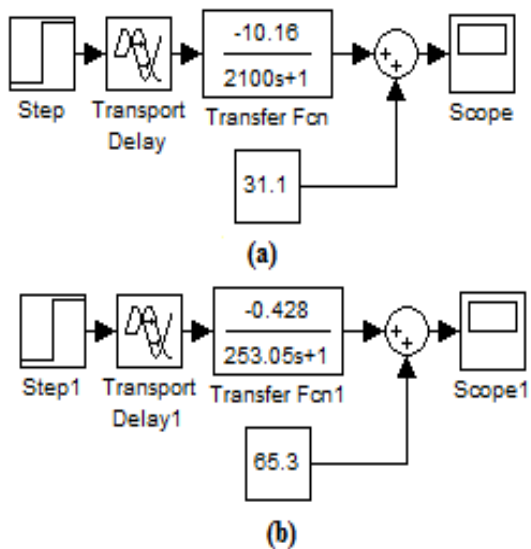 -10.16
2100s+1
Step
Transport
Delay
Transfer Fcn
Scope
31.1
(a)
-0.428
253.05s+1
Step1
Transport
Delay1
Transfer Fcn1
Scope1
65.3
(b)